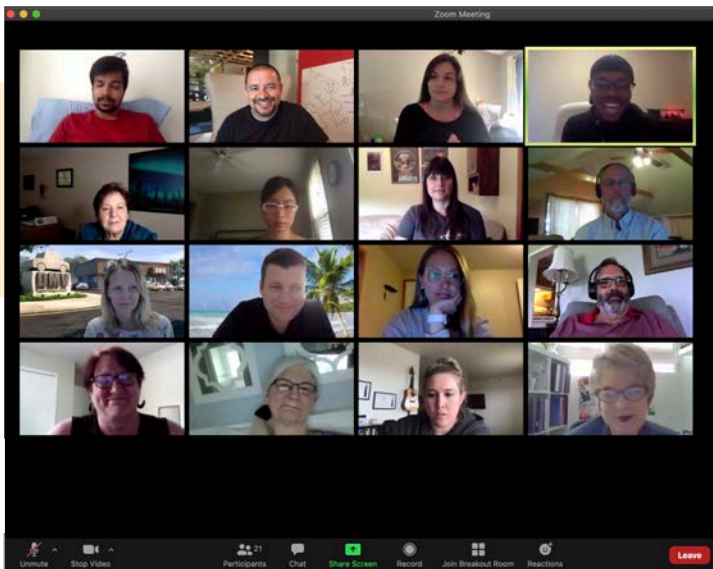 Zoom Meeting
21
Unmute
Stop Video
Participants
Chat
Share Screen
Record
Join Breakout Room
Reactions
Leave